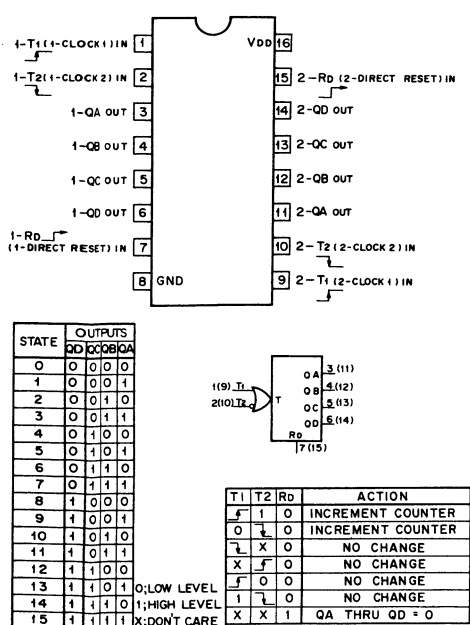 1-T1(1-CLOCK1)IN 1
1-T2(1-CLOCK2)IN 2
1-QA OUT 3
1-QB OUT 4
1-QC OUT 5
1-QD OUT 6
1-RD
(1-DIRECT RESET)IN 7
8 GND
VDD 16
15 2-RD (2-DIRECT RESET)IN
14 2-QD OUT
13 2-QC OUT
12 2-QB OUT
11 2-QA OUT
10 2-T2 (2-CLOCK2)IN
9 2-T1 (2-CLOCK1)IN
STATE OUTPUTS
QD QC QB QA
0 0 0 0 0
1 0 0 0 1
2 0 0 1 0
3 0 0 1 1
4 0 1 0 0
5 0 1 0 1
6 0 1 1 0
7 0 1 1 1
8 1 0 0 0
9 1 0 0 1
10 1 0 1 0
11 1 0 1 1
12 1 1 0 0
13 1 1 0 1
14 1 1 1 0
15 1 1 1 1
0;LOW LEVEL
1;HIGH LEVEL
X:DON'T CARE
1(9) T1
2(10) T2
T
QA 3(11)
QB 4(12)
QC 5(13)
QD 6(14)
RD
7(15)
T1 T2 RD ACTION
1 0 INCREMENT COUNTER
0 0 INCREMENT COUNTER
X 0 NO CHANGE
X 0 NO CHANGE
0 0 NO CHANGE
1 0 NO CHANGE
X X 1 QA THRU QD = 0